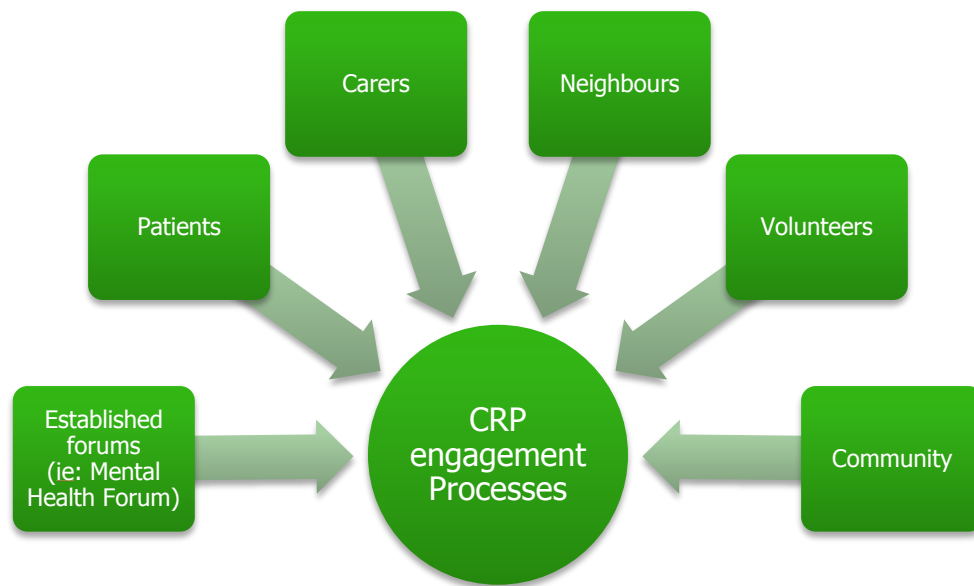 Carers
Neighbours
Patients
Volunteers
Established
forums
(ie: Mental
Health Forum)
CRP
engagement
Processes
Community